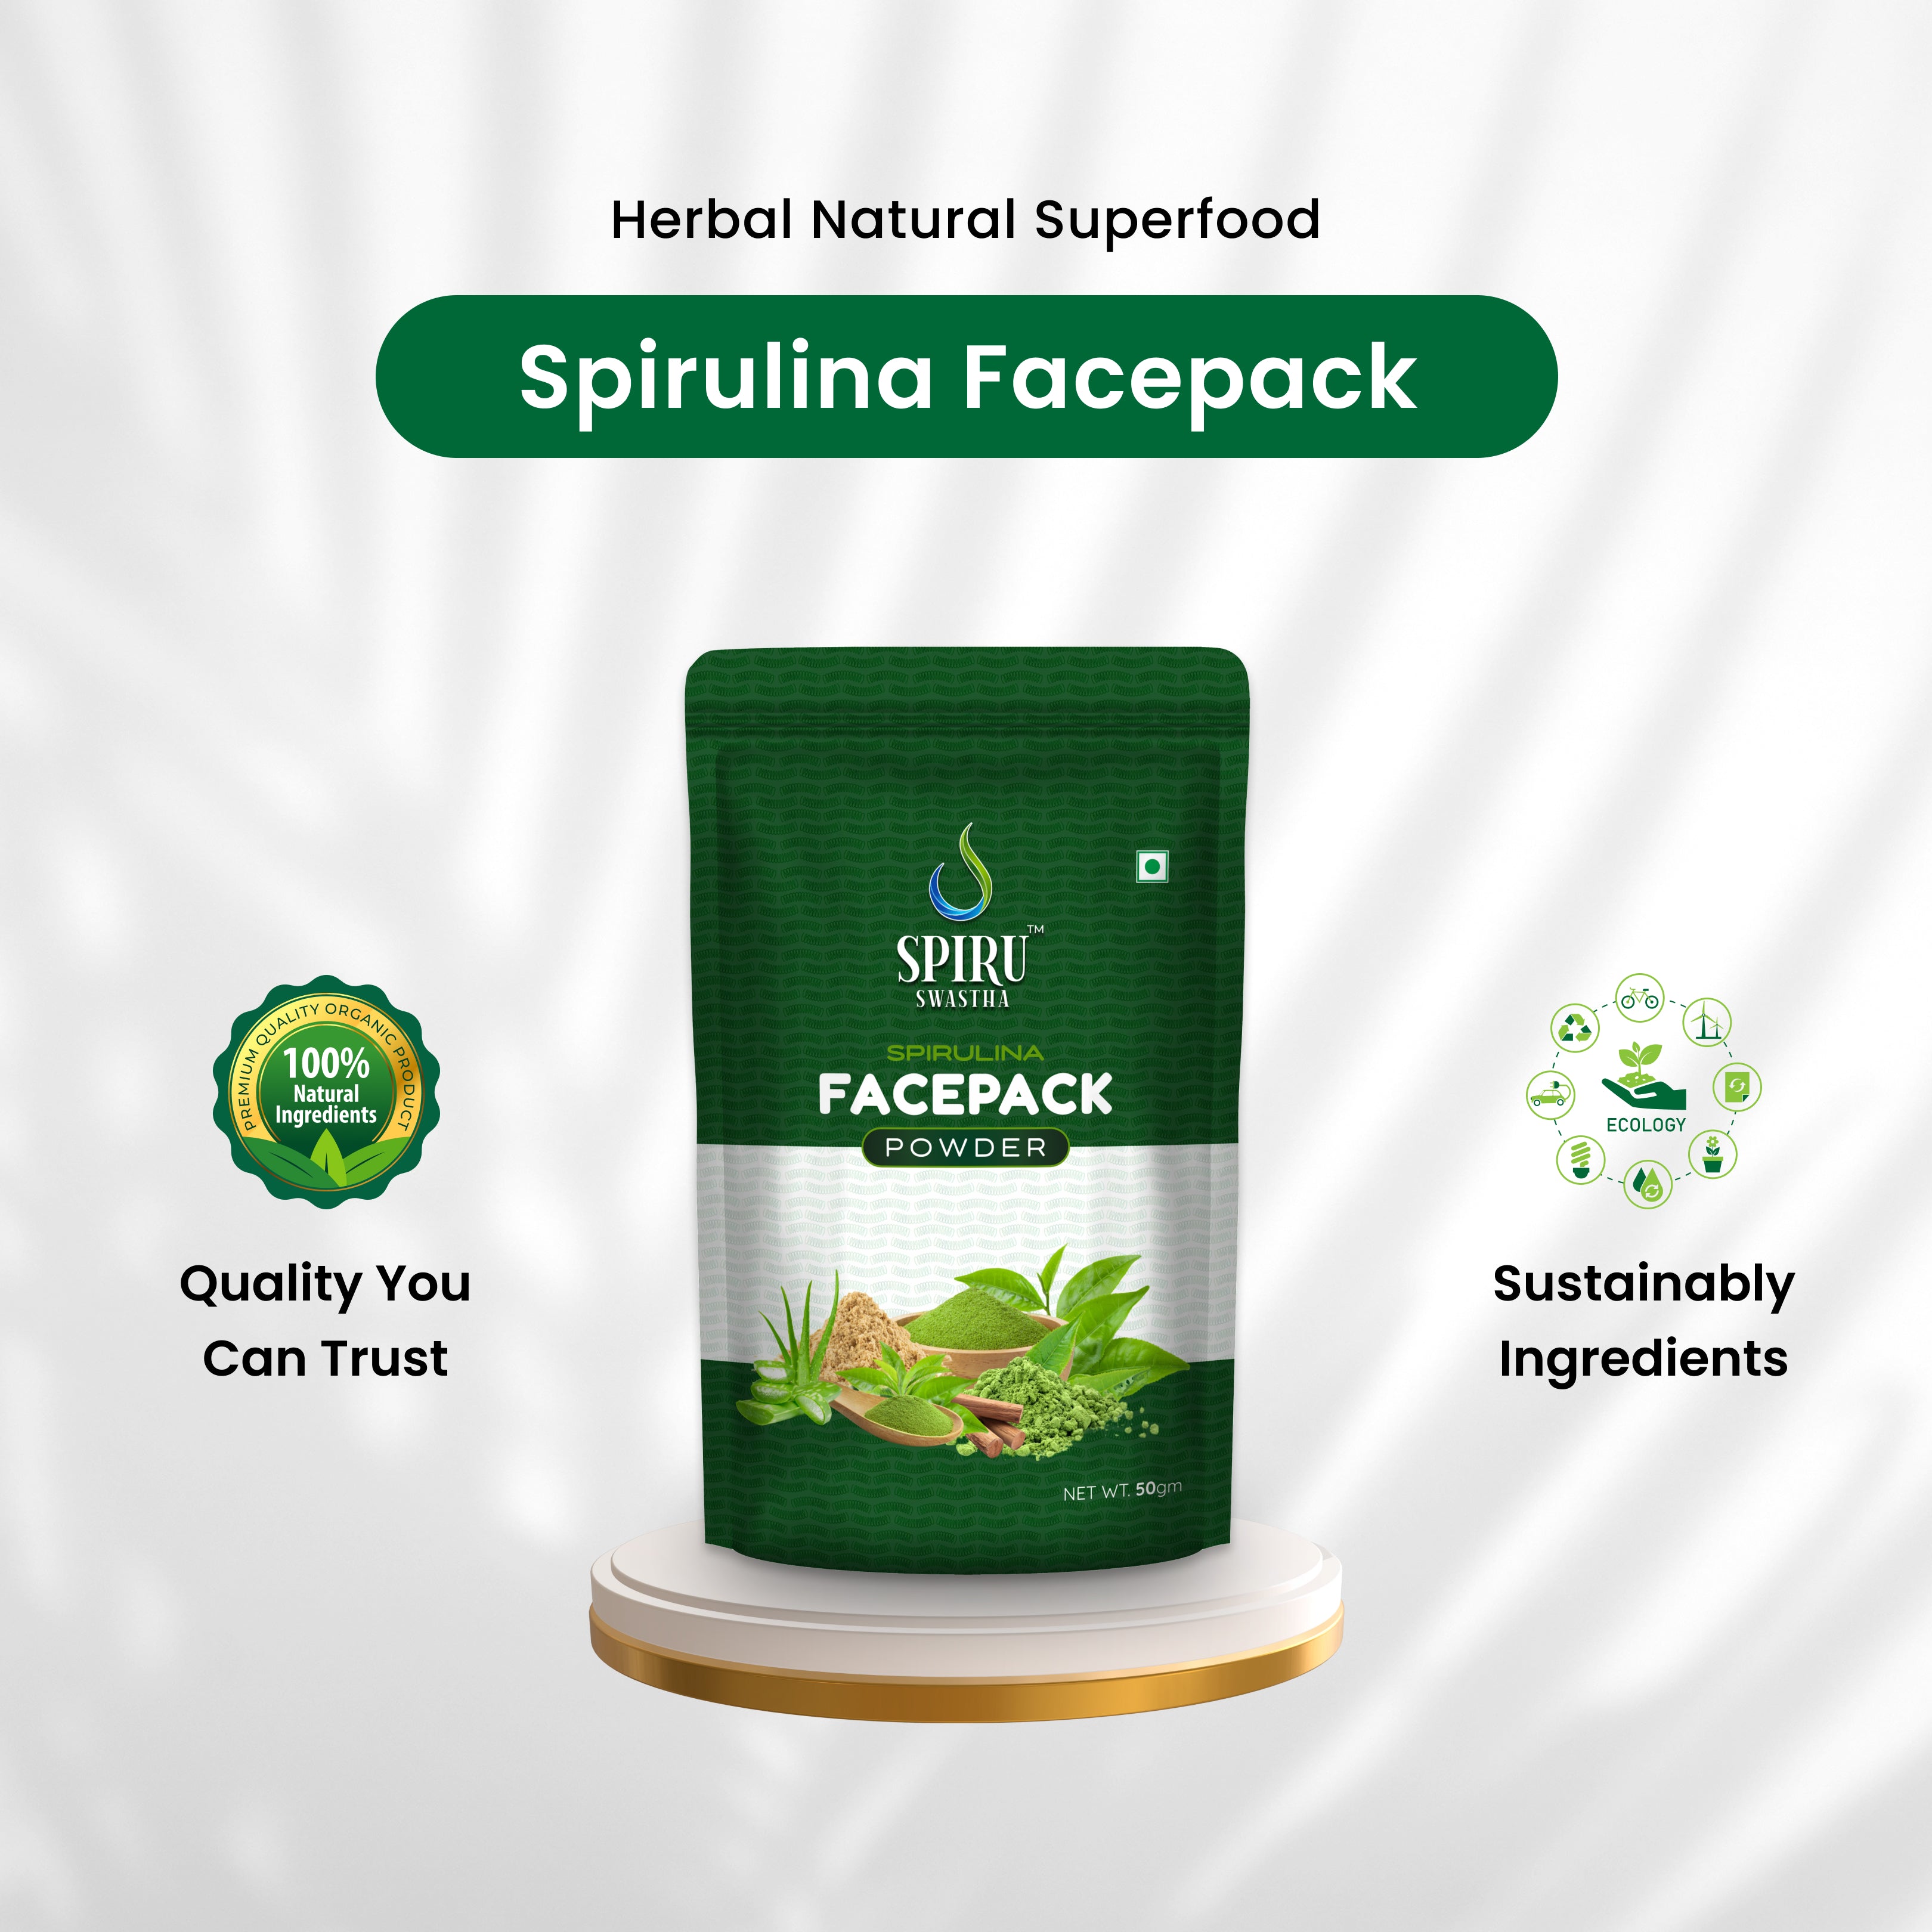 Herbal Natural Superfood
Spirulina Facepack
SPIRU™
SWASTHA
SPIRULINA
FACEPACK
POWDER
NET WT. 50gm
PREMIUM QUALITY ORGANIC PRODUCT
100%
Natural
Ingredients
Quality You
Can Trust
ECOLOGY
Sustainably
Ingredients